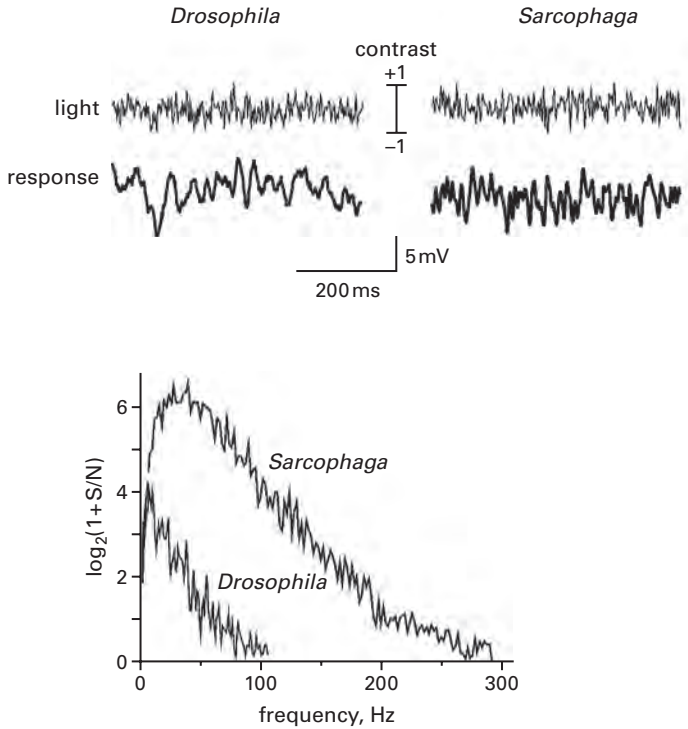 Drosophila
Sarcophaga
contrast
+1
light
−1
response
5 mV
200 ms
6
4
2
0
log2(1 + S/N)
Sarcophaga
Drosophila
0
100
200
300
frequency, Hz